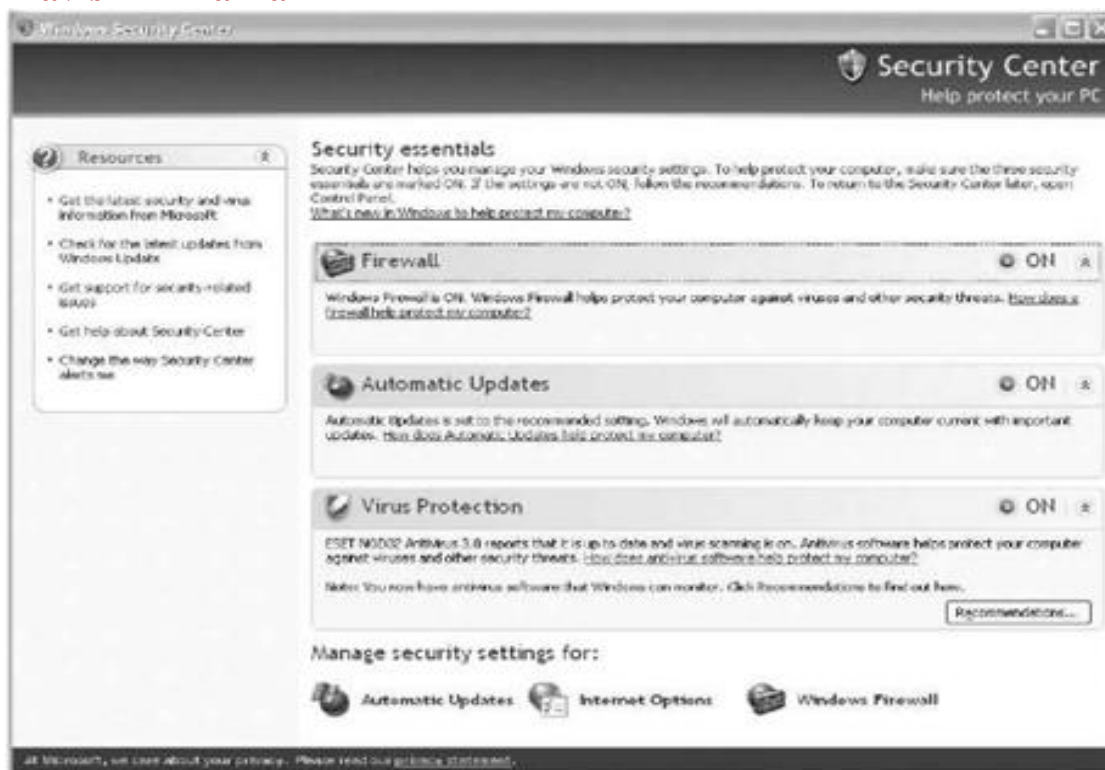 Windows Security Center
Security Center
Help protect your PC
Resources
Get the latest security and virus
information from Microsoft
Check for the latest updates from
Windows Update
Get support for security-related
issues
Get help about Security Center
Change the way Security Center
alerts me
Security essentials
Security Center helps you manage your Windows security settings. To help protect your computer, make sure the three security
essentials are marked ON. If the settings are not ON, follow the recommendations. To return to the Security Center later, open
Control Panel.
What's new in Windows to help protect my computer?
Firewall ON
Windows Firewall is ON. Windows Firewall helps protect your computer against viruses and other security threats. How does a
firewall help protect my computer?
Automatic Updates ON
Automatic Updates is set to the recommended setting. Windows will automatically keep your computer current with important
updates. How does Automatic Updates help protect my computer?
Virus Protection ON
ESET NOD32 Antivirus 3.0 reports that it is up to date and virus scanning is on. Antivirus software helps protect your computer
against viruses and other security threats. How does antivirus software help protect my computer?
Note: You now have antivirus software that Windows can monitor. Click Recommendations to find out how.
Recommendations...
Manage security settings for:
Automatic Updates Internet Options Windows Firewall
At Microsoft, we care about your privacy. Please read our privacy statement.